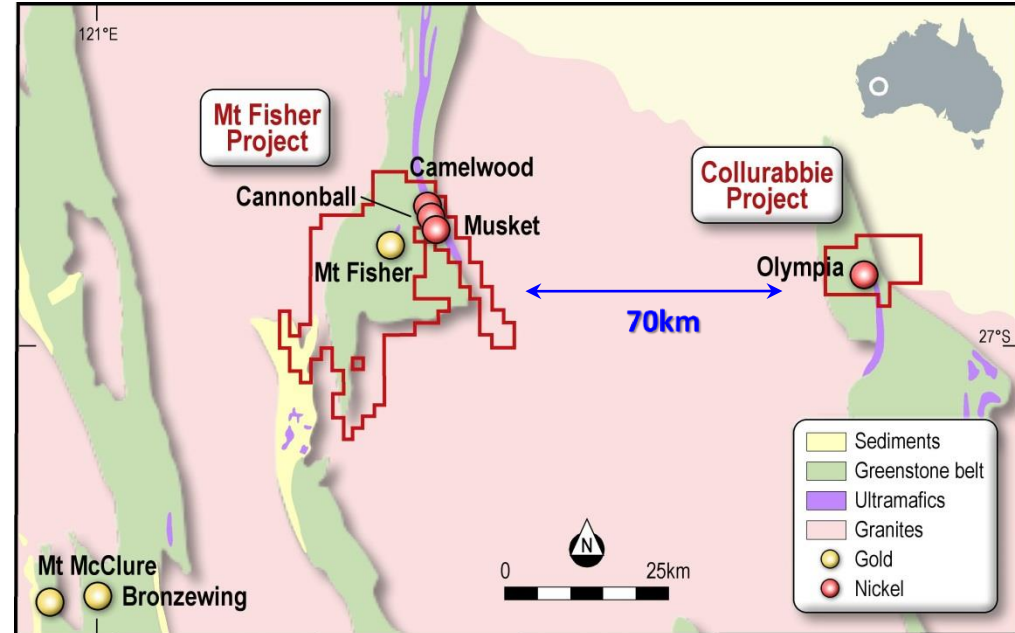 121°E
Mt Fisher
Project
Camelwood
Cannonball
Musket
Mt Fisher
Collurabbie
Project
Olympia
70km
27°S
Sediments
Greenstone belt
Ultramafics
Granites
Gold
Nickel
N
0 25km
Mt McClure
Bronzewing